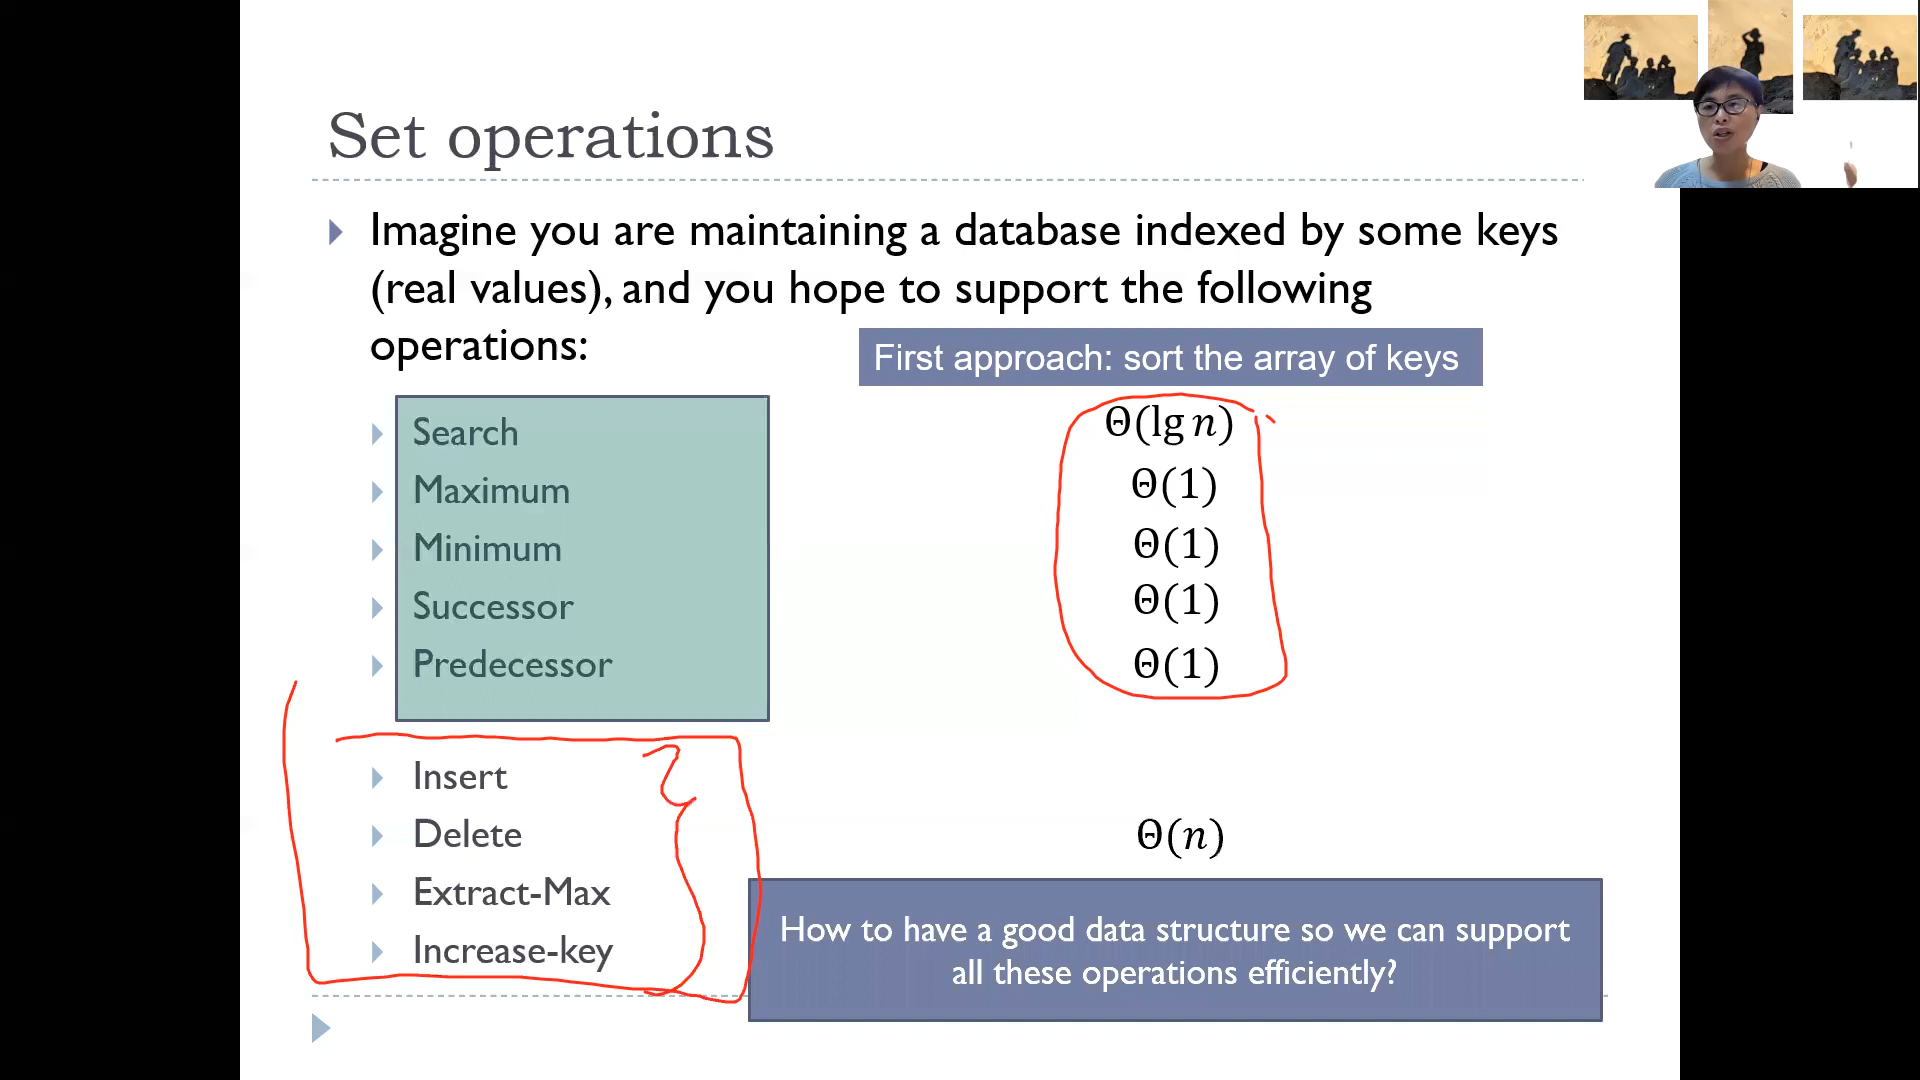 Set operations
Imagine you are maintaining a database indexed by some keys
(real values), and you hope to support the following
operations:
First approach: sort the array of keys
Search
Θ(lg n)
Maximum
Θ(1)
Minimum
Θ(1)
Successor
Θ(1)
Predecessor
Θ(1)
Insert
Delete
Θ(n)
Extract-Max
Increase-key
How to have a good data structure so we can support
all these operations efficiently?